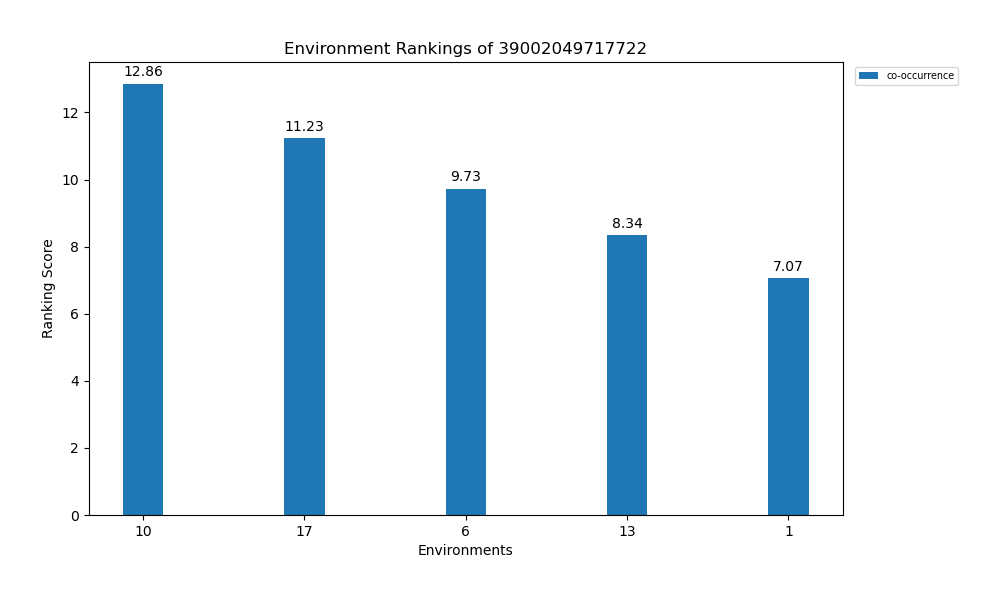 Environment Rankings of 39002049717722
co-occurrence
12.86
11.23
9.73
8.34
7.07
Ranking Score
12
10
8
6
4
2
0
10 17 6 13 1
Environments